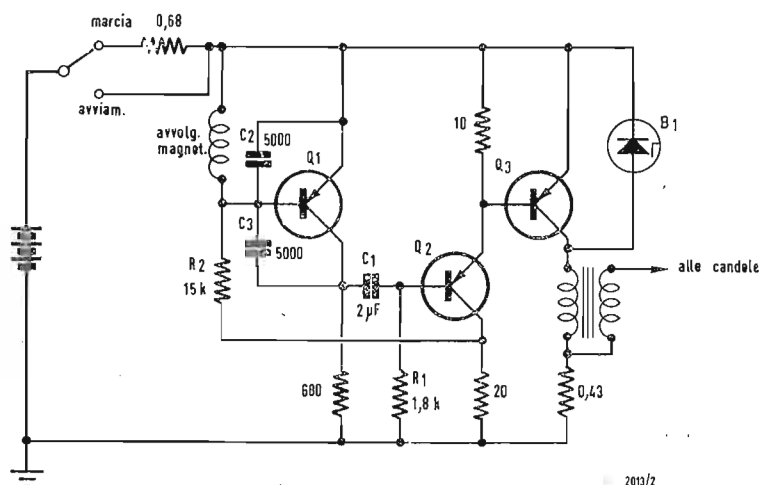 marcia
0,68
avviam.
avvolg.
magnet.
C2
5000
Q1
10
Q3
B1
C3
5000
C1
2 µF
Q2
R2
15 k
alle candele
680
R1
1,8 k
20
0,43
2013/2